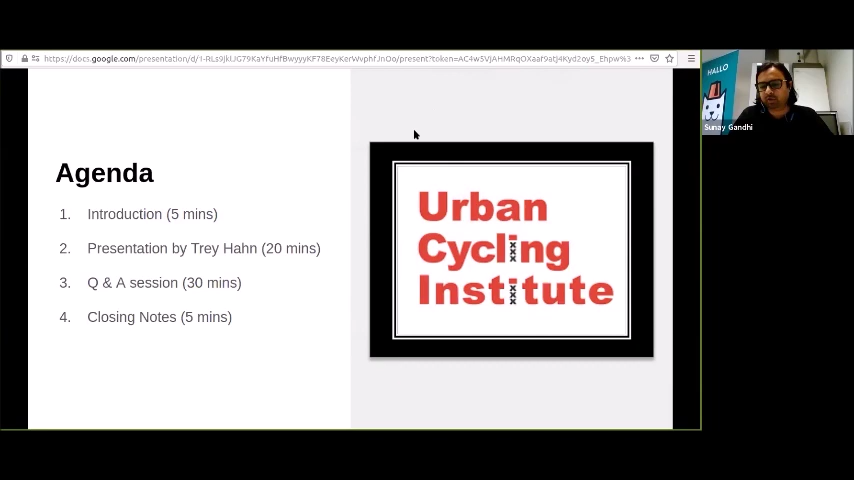 Agenda
1. Introduction (5 mins)
2. Presentation by Trey Hahn (20 mins)
3. Q & A session (30 mins)
4. Closing Notes (5 mins)
Urban
Cycling
Institute
HALLO
Sunay Gandhi